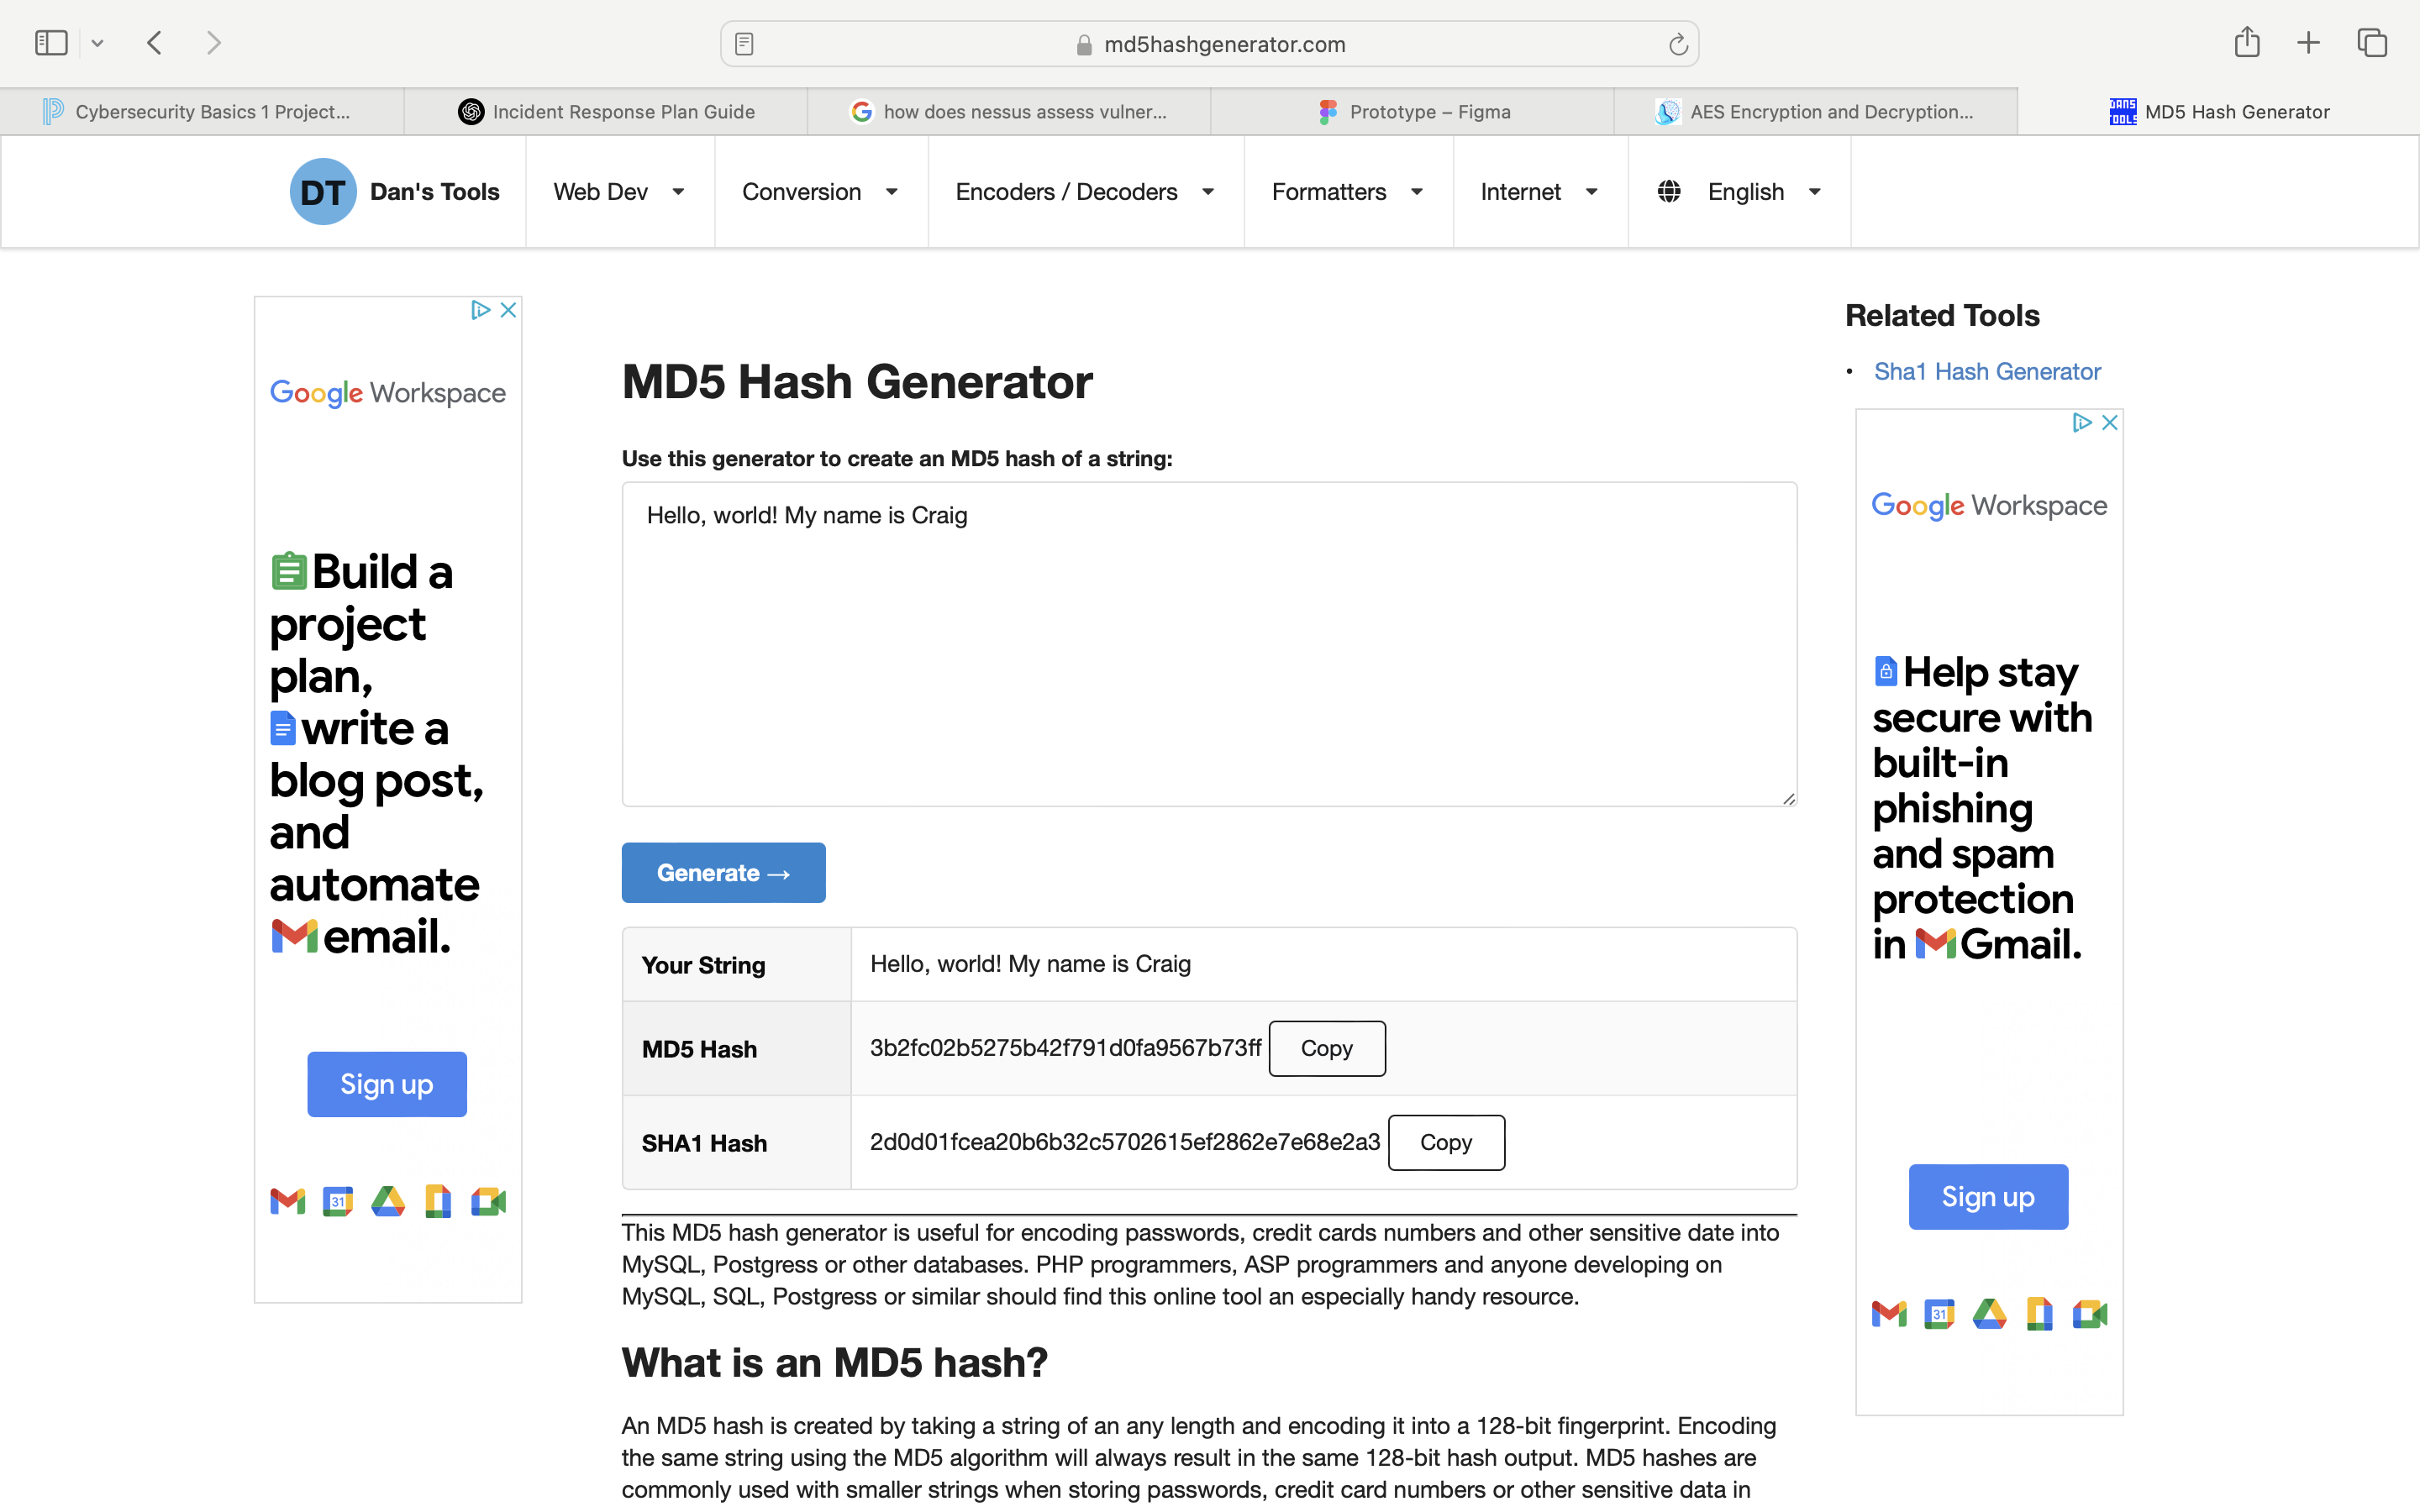 md5hashgenerator.com
Cybersecurity Basics 1 Project...
Incident Response Plan Guide
how does nessus assess vulner...
Prototype – Figma
AES Encryption and Decryption...
DANS TOOLS
MD5 Hash Generator
DT Dan's Tools
Web Dev
Conversion
Encoders / Decoders
Formatters
Internet
English
Google Workspace
Build a
project
plan,
write a
blog post,
and
automate
email.
Sign up
31
MD5 Hash Generator
Use this generator to create an MD5 hash of a string:
Hello, world! My name is Craig
Generate →
Your String Hello, world! My name is Craig
MD5 Hash 3b2fc02b5275b42f791d0fa9567b73ff Copy
SHA1 Hash 2d0d01fcea20b6b32c5702615ef2862e7e68e2a3 Copy
This MD5 hash generator is useful for encoding passwords, credit cards numbers and other sensitive date into
MySQL, Postgress or other databases. PHP programmers, ASP programmers and anyone developing on
MySQL, SQL, Postgress or similar should find this online tool an especially handy resource.
What is an MD5 hash?
An MD5 hash is created by taking a string of an any length and encoding it into a 128-bit fingerprint. Encoding
the same string using the MD5 algorithm will always result in the same 128-bit hash output. MD5 hashes are
commonly used with smaller strings when storing passwords, credit card numbers or other sensitive data in
Related Tools
• Sha1 Hash Generator
Google Workspace
Help stay
secure with
built-in
phishing
and spam
protection
in Gmail.
Sign up
31